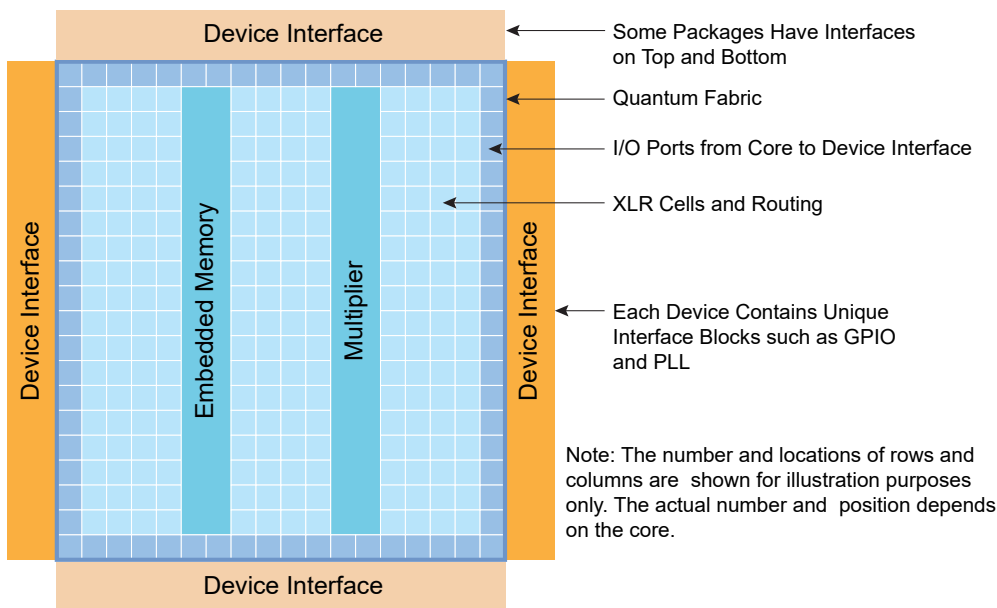 Device Interface
Some Packages Have Interfaces
on Top and Bottom
Quantum Fabric
I/O Ports from Core to Device Interface
XLR Cells and Routing
Device Interface
Embedded Memory
Multiplier
Device Interface
Each Device Contains Unique
Interface Blocks such as GPIO
and PLL
Note: The number and locations of rows and
columns are  shown for illustration purposes
only. The actual number and  position depends
on the core.
Device Interface